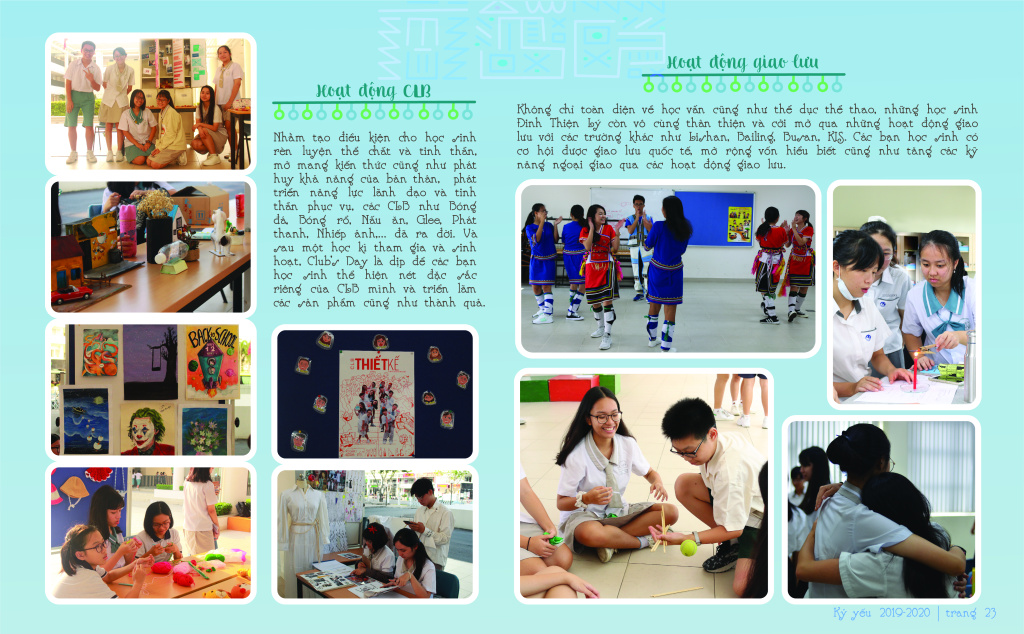 Hoạt động CLB
Nhằm tạo điều kiện cho học sinh
rèn luyện thể chất và tinh thần,
mở mang kiến thức cũng như phát
huy khả năng của bản thân, phát
triển năng lực lãnh đạo và tinh
thần phục vụ, các CLB như Bóng
đá, Bóng rổ, Nấu ăn, Glee, Phát
thanh, Nhiếp ảnh,... đã ra đời. Và
sau một học kì tham gia và sinh
hoạt, Club's Day là dịp để các bạn
học sinh thể hiện nét đặc sắc
riêng của CLB mình và triển lãm
các sản phẩm cũng như thành quả.
Hoạt động giao lưu
Không chỉ toàn diện về học vấn cũng như thể dục thể thao, những học sinh
Đinh Thiện Lý còn vô cùng thân thiện và cởi mở qua những hoạt động giao
lưu với các trường khác như Lishan, Bailing, Busan, KIS. Các bạn học sinh có
cơ hội được giao lưu quốc tế, mở rộng vốn hiểu biết cũng như tăng các kỹ
năng ngoại giao qua các hoạt động giao lưu.
BACK to SCHOOL
THIẾT KẾ
Kỷ yếu 2019-2020 | trang 23